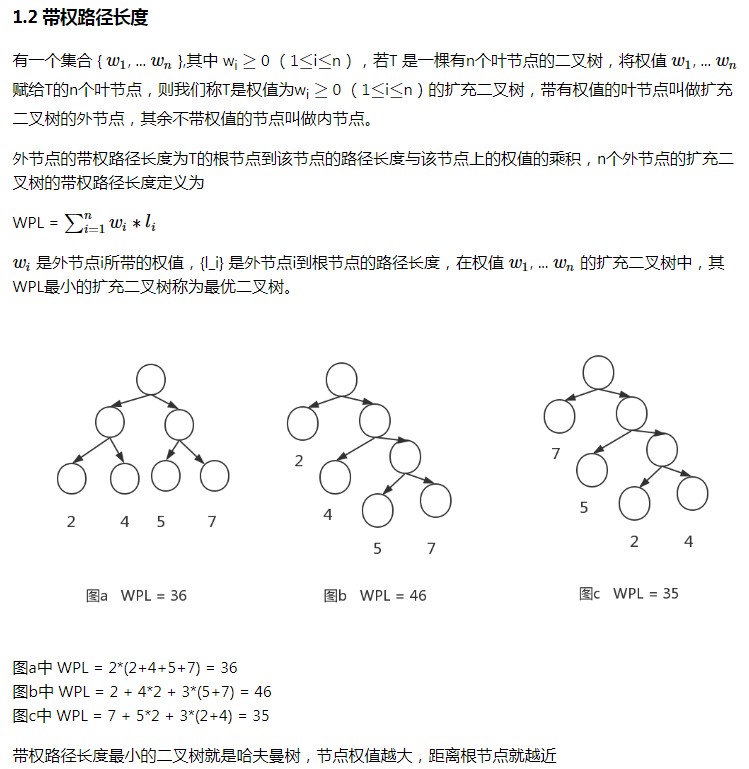 1.2 带权路径长度
有一个集合 { w₁, ... wₙ },其中 wᵢ ≥ 0（1≤i≤n），若T 是一棵有n个叶节点的二叉树，将权值 w₁, ... wₙ
赋给T的n个叶节点，则我们称T是权值为wᵢ ≥ 0（1≤i≤n）的扩充二叉树，带有权值的叶节点叫做扩充
二叉树的外节点，其余不带权值的节点叫做内节点。
外节点的带权路径长度为T的根节点到该节点的路径长度与该节点上的权值的乘积，n个外节点的扩充二
叉树的带权路径长度定义为
WPL = ∑ⁿᵢ₌₁ wᵢ * lᵢ
wᵢ 是外节点i所带的权值，{l_i} 是外节点i到根节点的路径长度，在权值 w₁, ... wₙ 的扩充二叉树中，其
WPL最小的扩充二叉树称为最优二叉树。
2 4 5 7
图a WPL = 36
2
4
5 7
图b WPL = 46
7
5
2 4
图c WPL = 35
图a中 WPL = 2*(2+4+5+7) = 36
图b中 WPL = 2 + 4*2 + 3*(5+7) = 46
图c中 WPL = 7 + 5*2 + 3*(2+4) = 35
带权路径长度最小的二叉树就是哈夫曼树，节点权值越大，距离根节点就越近